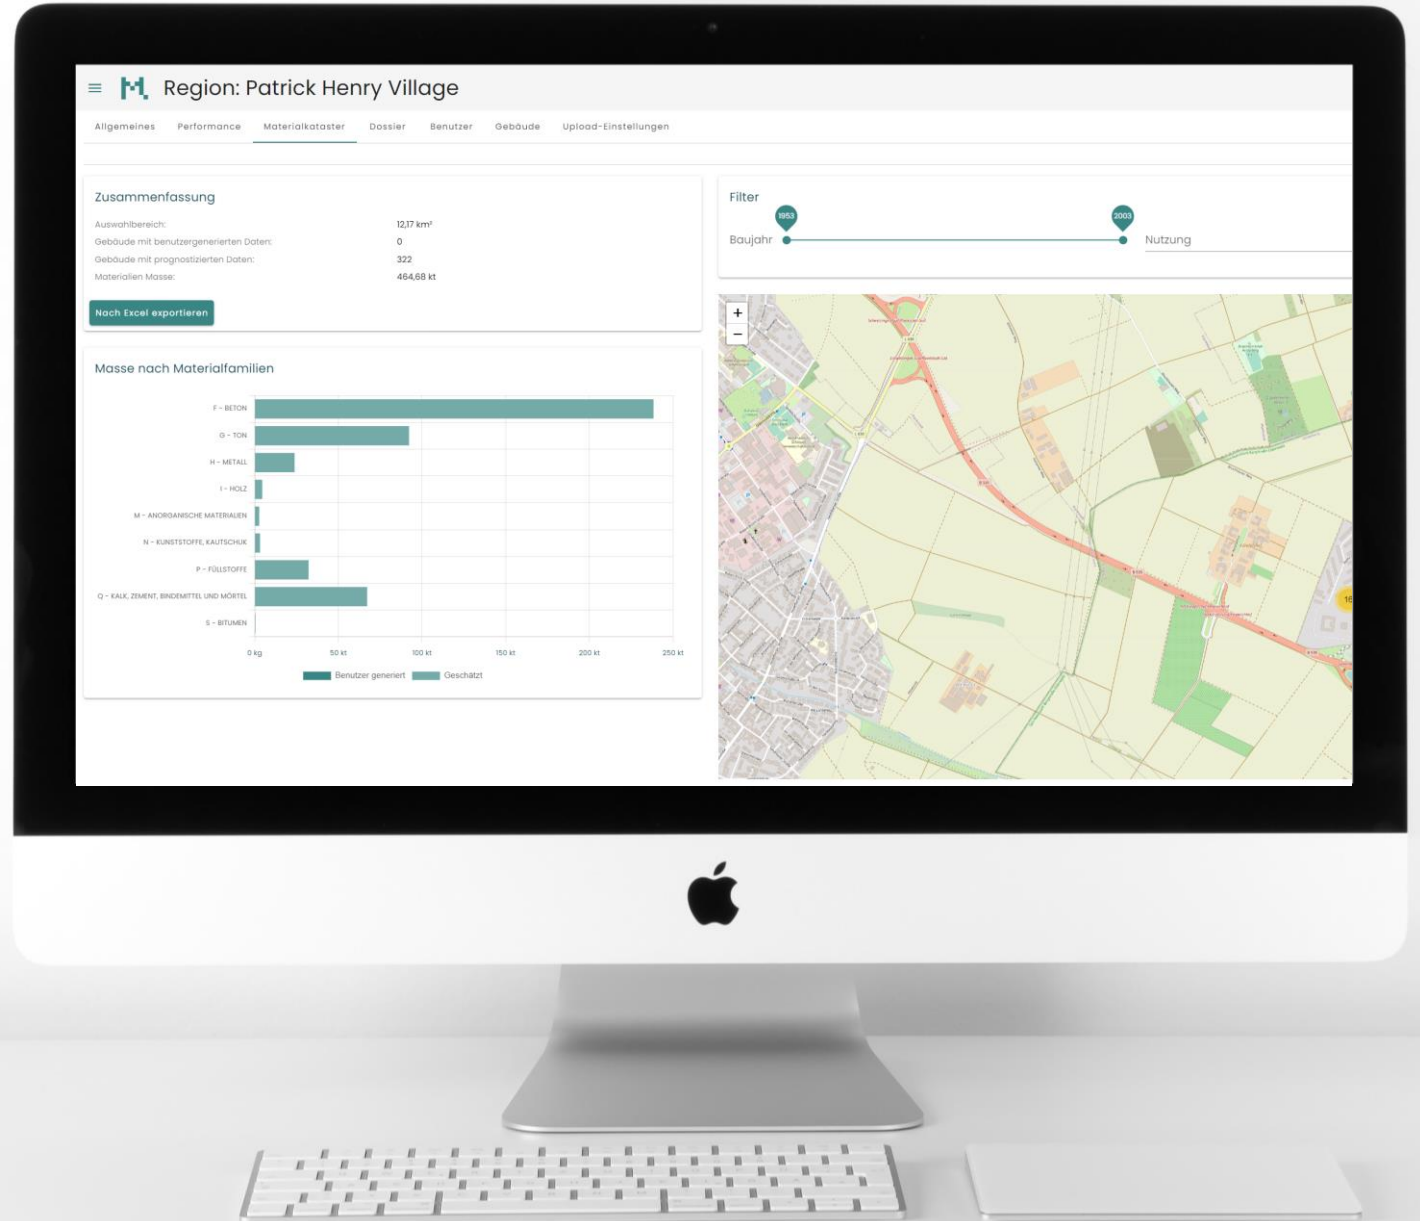 Region: Patrick Henry Village
Allgemeines Performance Materialkataster Dossier Benutzer Gebäude Upload-Einstellungen
Zusammenfassung
Auswahlbereich: 12,17 km²
Gebäude mit benutzergenerierten Daten: 0
Gebäude mit prognostizierten Daten: 322
Materialien Masse: 464,68 kt
Nach Excel exportieren
Filter
1953 2003
Baujahr
Nutzung
+
−
Masse nach Materialfamilien
F - BETON
G - TON
H - METALL
I - HOLZ
M - ANORGANISCHE MATERIALIEN
N - KUNSTSTOFFE, KAUTSCHUK
P - FÜLLSTOFFE
Q - KALK, ZEMENT, BINDEMITTEL UND MÖRTEL
S - BITUMEN
0 kg 50 kt 100 kt 150 kt 200 kt 250 kt
Benutzer generiert Geschätzt